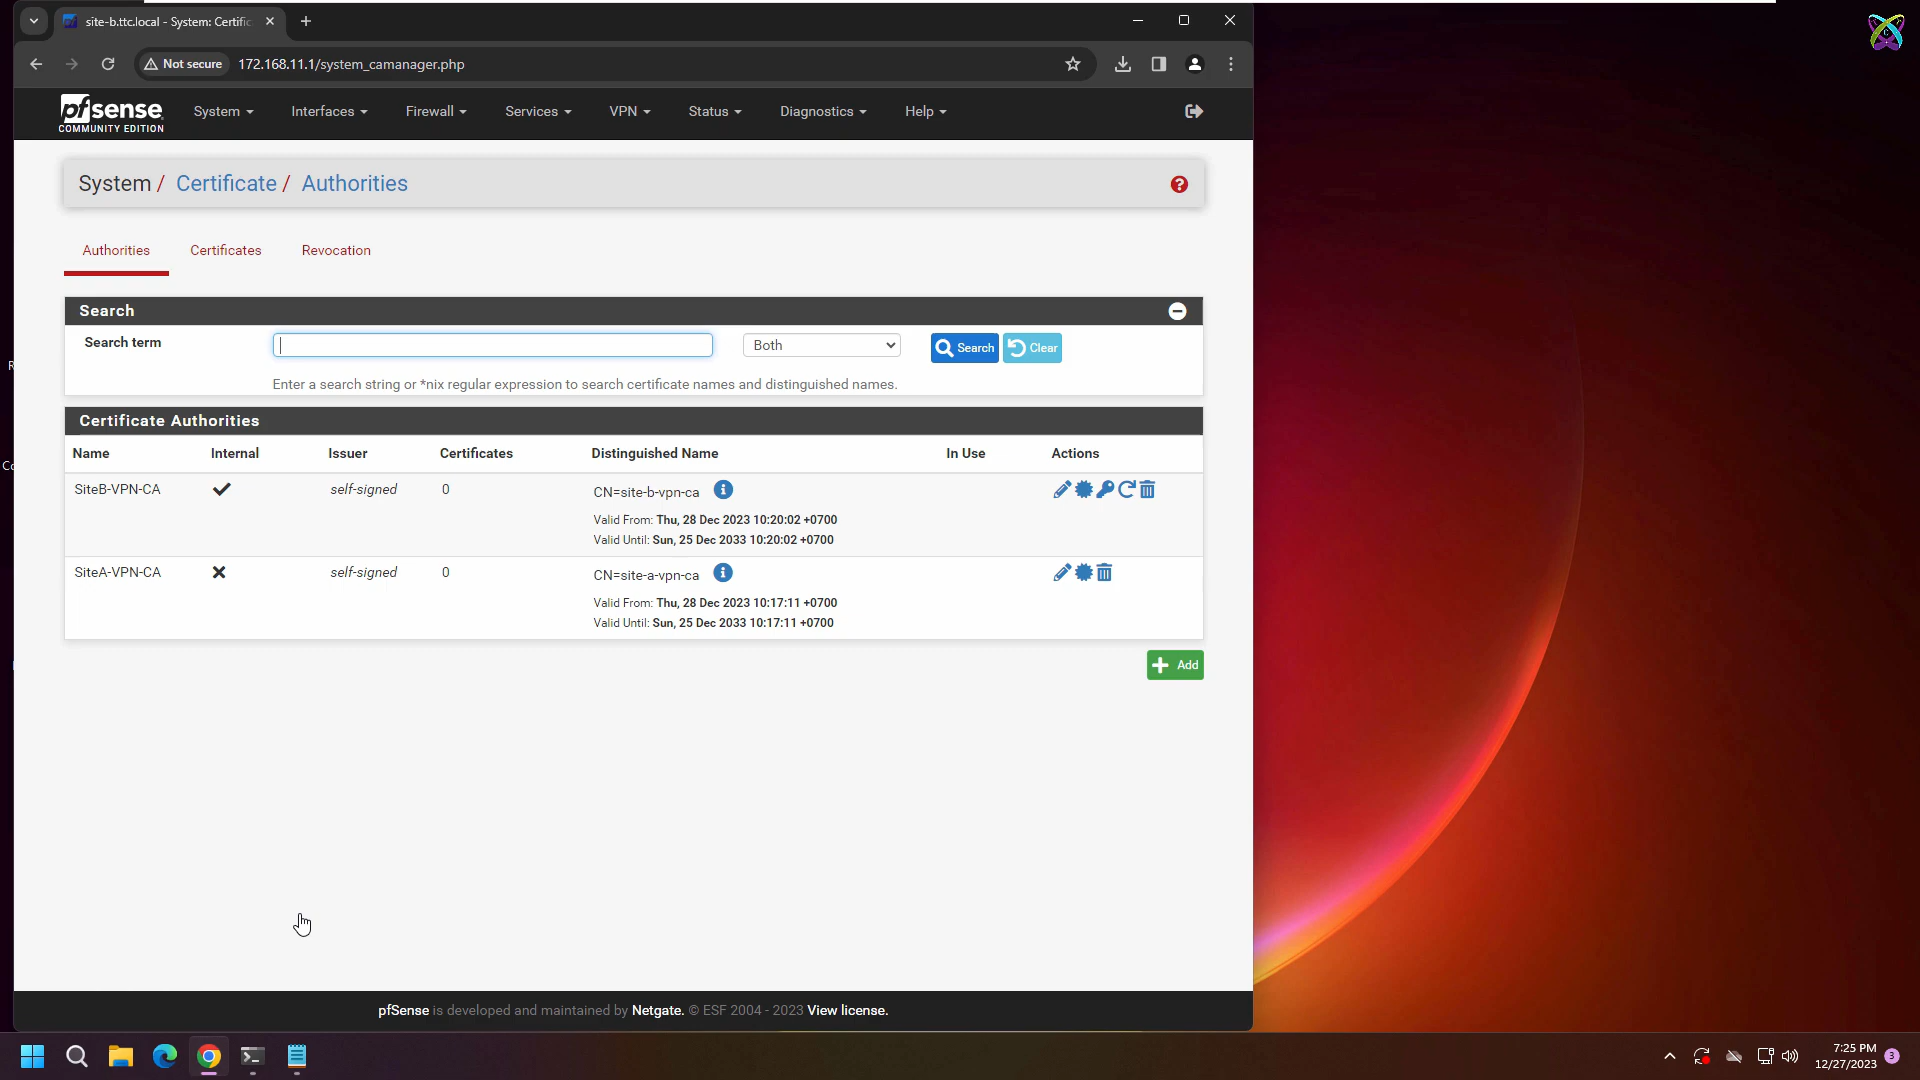 site-b.ttc.local - System: Certific
Not secure
172.168.11.1/system_camanager.php
pfsense
COMMUNITY EDITION
System
Interfaces
Firewall
Services
VPN
Status
Diagnostics
Help
System / Certificate / Authorities
Authorities
Certificates
Revocation
Search
Search term
Both
Search
Clear
Enter a search string or *nix regular expression to search certificate names and distinguished names.
Certificate Authorities
Name Internal Issuer Certificates Distinguished Name In Use Actions
SiteB-VPN-CA self-signed 0 CN=site-b-vpn-ca
Valid From: Thu, 28 Dec 2023 10:20:02 +0700
Valid Until: Sun, 25 Dec 2033 10:20:02 +0700
SiteA-VPN-CA self-signed 0 CN=site-a-vpn-ca
Valid From: Thu, 28 Dec 2023 10:17:11 +0700
Valid Until: Sun, 25 Dec 2033 10:17:11 +0700
Add
pfSense is developed and maintained by Netgate. © ESF 2004 - 2023 View license.
7:25 PM
12/27/2023
3